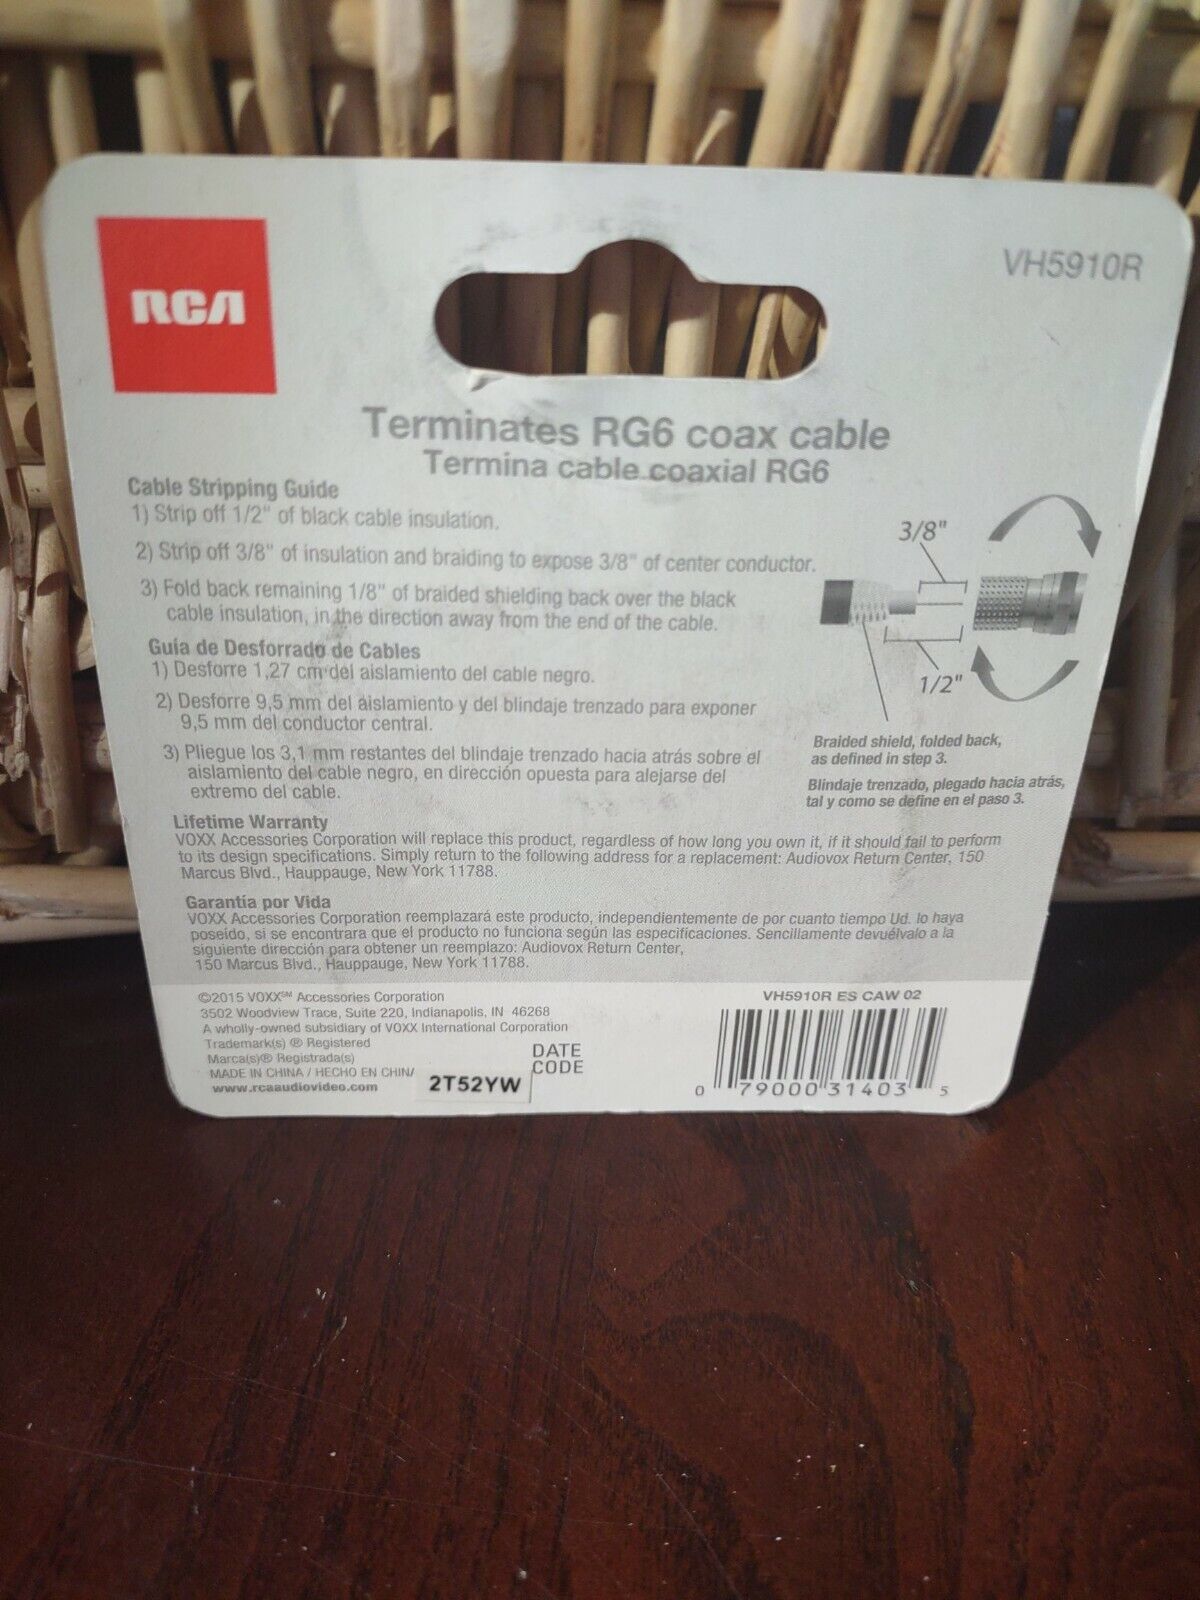 RCA
VH5910R
Terminates RG6 coax cable
Termina cable coaxial RG6
Cable Stripping Guide
1) Strip off 1/2" of black cable insulation.
2) Strip off 3/8" of insulation and braiding to expose 3/8" of center conductor.
3) Fold back remaining 1/8" of braided shielding back over the black
cable insulation, in the direction away from the end of the cable.
Guía de Desforrado de Cables
1) Desforre 1,27 cm del aislamiento del cable negro.
2) Desforre 9,5 mm del aislamiento y del blindaje trenzado para exponer
9,5 mm del conductor central.
3) Pliegue los 3,1 mm restantes del blindaje trenzado hacia atrás sobre el
aislamiento del cable negro, en dirección opuesta para alejarse del
extremo del cable.
3/8"
1/2"
Braided shield, folded back,
as defined in step 3.
Blindaje trenzado, plegado hacia atrás,
tal y como se define en el paso 3.
Lifetime Warranty
VOXX Accessories Corporation will replace this product, regardless of how long you own it, if it should fail to perform
to its design specifications. Simply return to the following address for a replacement: Audiovox Return Center, 150
Marcus Blvd., Hauppauge, New York 11788.
Garantía por Vida
VOXX Accessories Corporation reemplazará este producto, independientemente de por cuanto tiempo Ud. lo haya
poseido, si se encontrara que el producto no funciona según las especificaciones. Sencillamente devuélvalo a la
siguiente dirección para obtener un reemplazo: Audiovox Return Center,
150 Marcus Blvd., Hauppauge, New York 11788.
©2015 VOXX℠ Accessories Corporation
3502 Woodview Trace, Suite 220, Indianapolis, IN 46268
A wholly-owned subsidiary of VOXX International Corporation
Trademark(s) ® Registered
Marca(s)® Registrada(s)
MADE IN CHINA / HECHO EN CHINA
www.rcaaudiovideo.com
2T52YW
DATE
CODE
VH5910R ES CAW 02
0 79000 31403 5